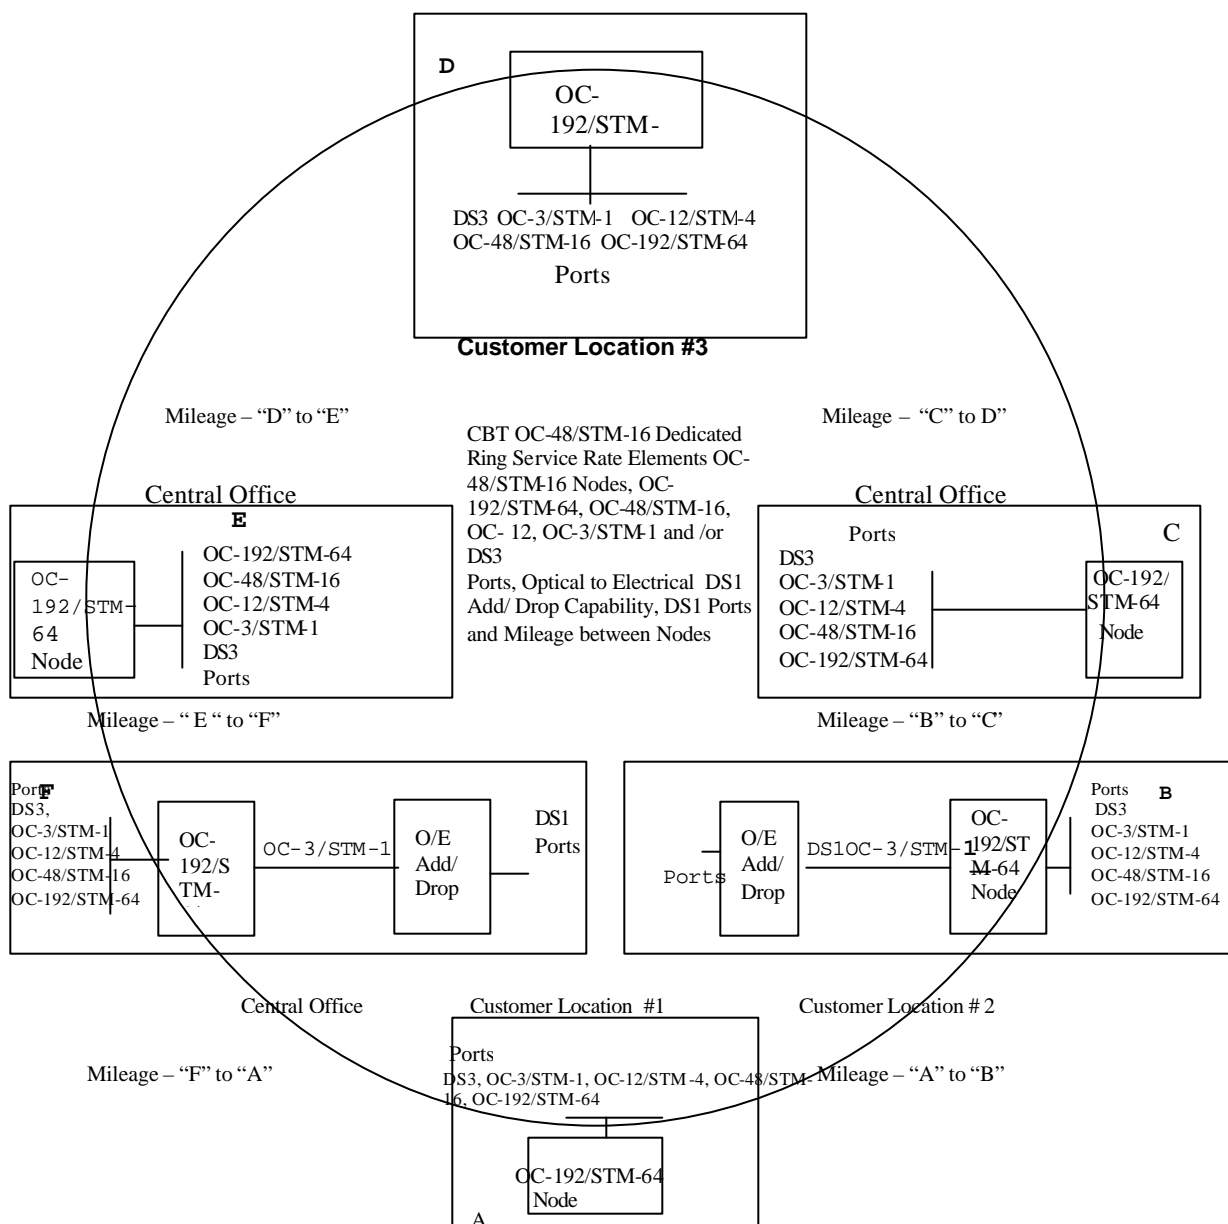 D
OC-
192/STM-
DS3 OC-3/STM-1 OC-12/STM-4
OC-48/STM-16 OC-192/STM-64
Ports
Customer Location #3
Mileage – “D” to “E”
Mileage – “C” to D”
CBT OC-48/STM-16 Dedicated
Ring Service Rate Elements OC-
48/STM-16 Nodes, OC-
192/STM-64, OC-48/STM-16,
OC- 12, OC-3/STM-1 and /or
DS3
Ports, Optical to Electrical DS1
Add/ Drop Capability, DS1 Ports
and Mileage between Nodes
Central Office
E
OC-
192/STM-
64
Node
OC-192/STM-64
OC-48/STM-16
OC-12/STM-4
OC-3/STM-1
DS3
Ports
Central Office
Ports
C
DS3
OC-3/STM-1
OC-12/STM-4
OC-48/STM-16
OC-192/STM-64
OC-192/
STM-64
Node
Mileage – “ E “ to “F”
Mileage – “B” to “C”
Ports
F
DS3,
OC-3/STM-1
OC-12/STM-4
OC-48/STM-16
OC-192/STM-64
OC-
192/S
TM-
OC-3/STM-1
O/E
Add/
Drop
DS1
Ports
Ports
O/E
Add/
Drop
DS1OC-3/STM-1
OC-
192/ST
M-64
Node
Ports
B
DS3
OC-3/STM-1
OC-12/STM-4
OC-48/STM-16
OC-192/STM-64
Central Office
Customer Location #1
Customer Location # 2
Mileage – “F” to “A”
Mileage – “A” to “B”
Ports
DS3, OC-3/STM-1, OC-12/STM-4, OC-48/STM-
16, OC-192/STM-64
OC-192/STM-64
Node
A